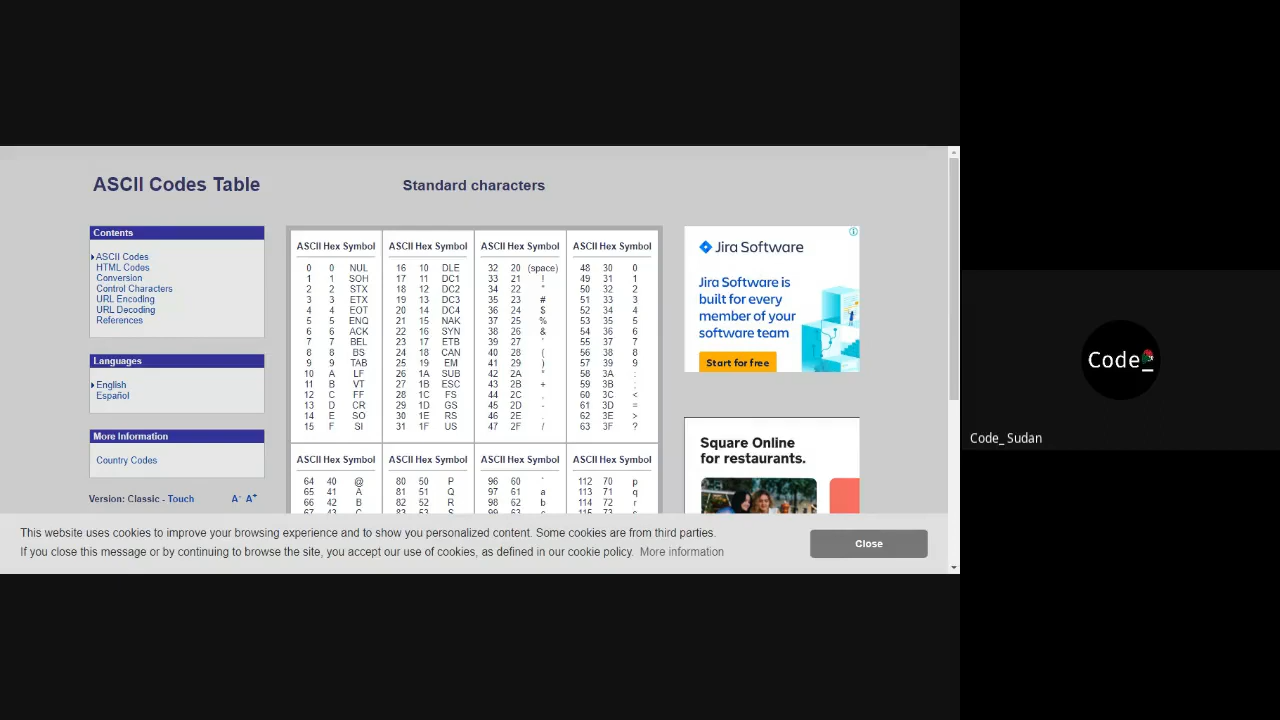 ASCII Codes Table
Standard characters
Contents
ASCII Codes
HTML Codes
Conversion
Control Characters
URL Encoding
URL Decoding
References
Languages
English
Español
More Information
Country Codes
Version: Classic - Touch A- A+
ASCII Hex Symbol
0 0 NUL
1 1 SOH
2 2 STX
3 3 ETX
4 4 EOT
5 5 ENQ
6 6 ACK
7 7 BEL
8 8 BS
9 9 TAB
10 A LF
11 B VT
12 C FF
13 D CR
14 E SO
15 F SI
ASCII Hex Symbol
16 10 DLE
17 11 DC1
18 12 DC2
19 13 DC3
20 14 DC4
21 15 NAK
22 16 SYN
23 17 ETB
24 18 CAN
25 19 EM
26 1A SUB
27 1B ESC
28 1C FS
29 1D GS
30 1E RS
31 1F US
ASCII Hex Symbol
32 20 (space)
33 21 !
34 22 "
35 23 #
36 24 $
37 25 %
38 26 &
39 27 '
40 28 (
41 29 )
42 2A *
43 2B +
44 2C ,
45 2D -
46 2E .
47 2F /
ASCII Hex Symbol
48 30 0
49 31 1
50 32 2
51 33 3
52 34 4
53 35 5
54 36 6
55 37 7
56 38 8
57 39 9
58 3A :
59 3B ;
60 3C <
61 3D =
62 3E >
63 3F ?
ASCII Hex Symbol
64 40 @
65 41 A
66 42 B
67 43 C
ASCII Hex Symbol
80 50 P
81 51 Q
82 52 R
83 53 S
ASCII Hex Symbol
96 60 `
97 61 a
98 62 b
99 63 c
ASCII Hex Symbol
112 70 p
113 71 q
114 72 r
115 73 s
Jira Software
Jira Software is
built for every
member of your
software team
Start for free
Square Online
for restaurants.
This website uses cookies to improve your browsing experience and to show you personalized content. Some cookies are from third parties.
If you close this message or by continuing to browse the site, you accept our use of cookies, as defined in our cookie policy. More information
Close
Code_
Code_ Sudan